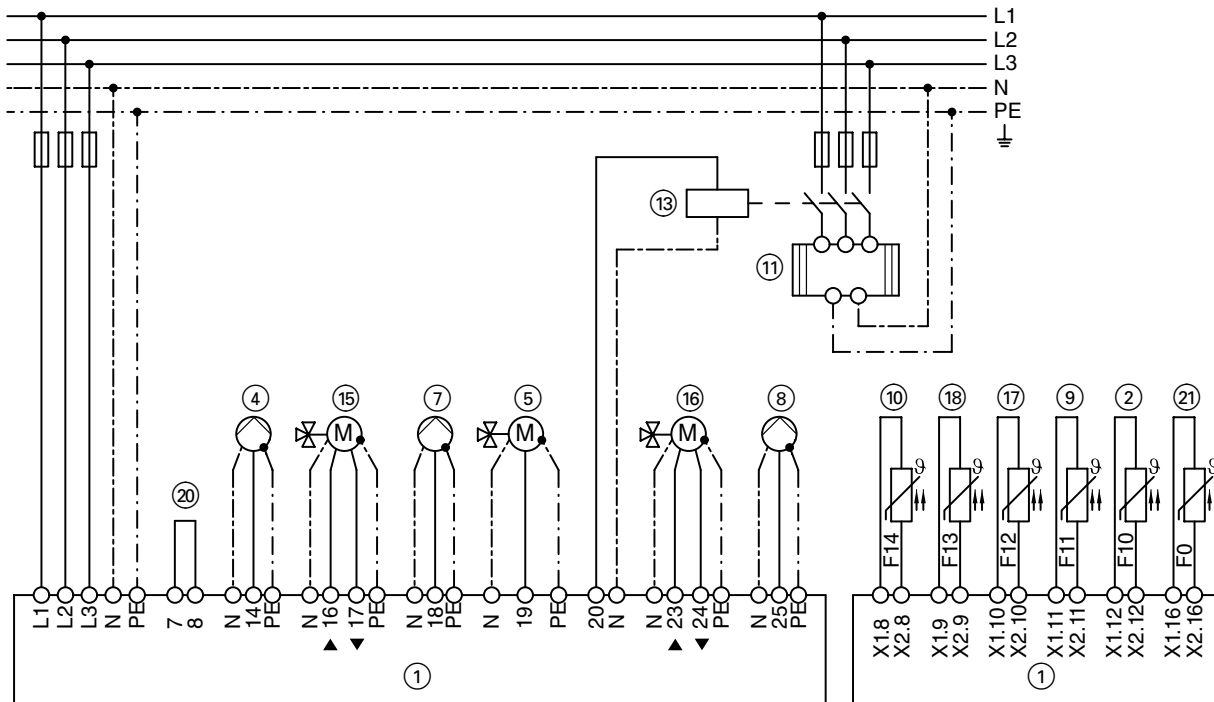 L1
L2
L3
N
PE
13
11
4 15 7 5 16 8 10 18 17 9 2 21
M M M
ϑ ϑ ϑ ϑ ϑ ϑ
20
F14 F13 F12 F11 F10 F0
L1 L2 L3 N PE 7 8 N 14 PE N 16 17 PE N 18 PE N 19 PE 20 N N 23 24 PE N 25 PE
X1.8 X2.8 X1.9 X2.9 X1.10 X2.10 X1.11 X2.11 X1.12 X2.12 X1.16 X2.16
1 1